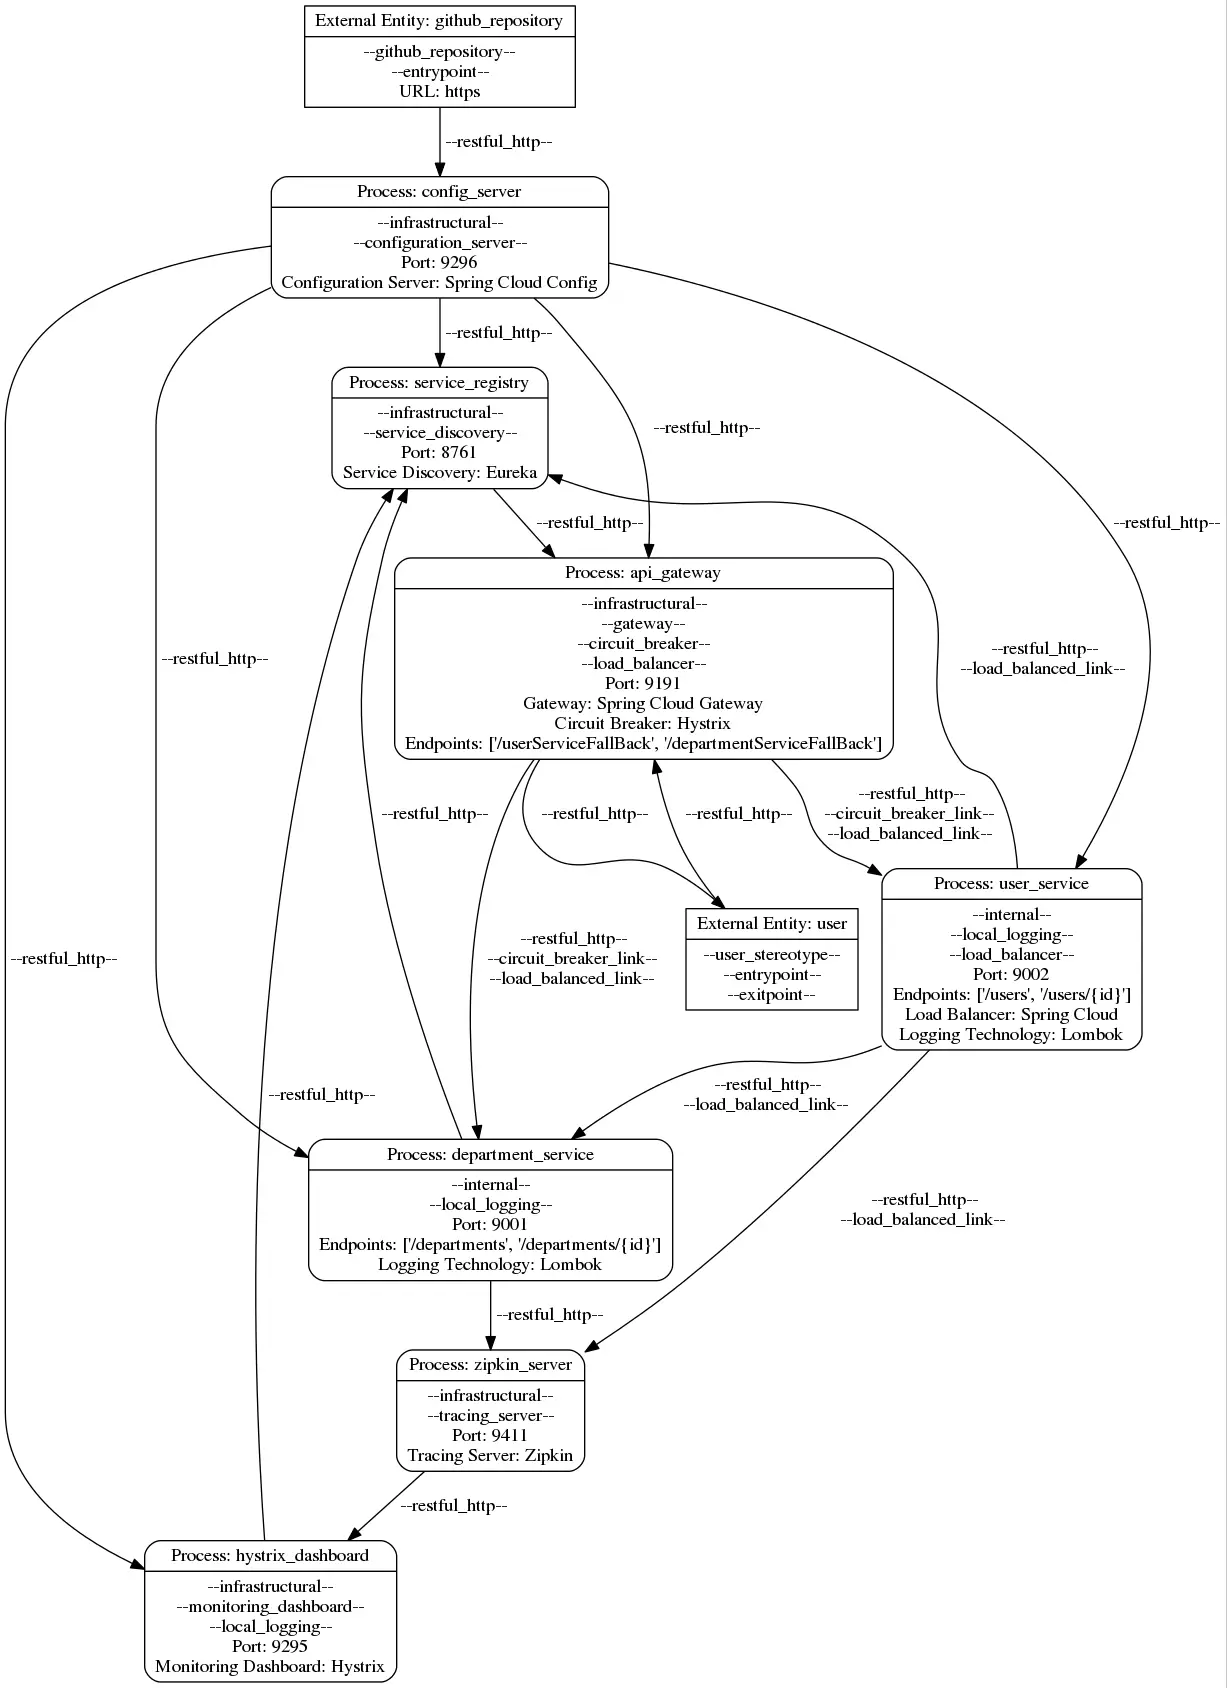 External Entity: github_repository
--github_repository--
--entrypoint--
URL: https
--restful_http--
Process: config_server
--infrastructural--
--configuration_server--
Port: 9296
Configuration Server: Spring Cloud Config
--restful_http--
Process: service_registry
--infrastructural--
--service_discovery--
Port: 8761
Service Discovery: Eureka
--restful_http--
--restful_http--
--restful_http--
Process: api_gateway
--infrastructural--
--gateway--
--circuit_breaker--
--load_balancer--
Port: 9191
Gateway: Spring Cloud Gateway
Circuit Breaker: Hystrix
Endpoints: ['/userServiceFallBack', '/departmentServiceFallBack']
--restful_http--
--restful_http--
--load_balanced_link--
--restful_http--
--restful_http--
--restful_http--
--restful_http--
--circuit_breaker_link--
--load_balanced_link--
Process: user_service
--internal--
--local_logging--
--load_balancer--
Port: 9002
Endpoints: ['/users', '/users/{id}']
Load Balancer: Spring Cloud
Logging Technology: Lombok
External Entity: user
--user_stereotype--
--entrypoint--
--exitpoint--
--restful_http--
--circuit_breaker_link--
--load_balanced_link--
--restful_http--
--restful_http--
--restful_http--
--load_balanced_link--
Process: department_service
--internal--
--local_logging--
Port: 9001
Endpoints: ['/departments', '/departments/{id}']
Logging Technology: Lombok
--restful_http--
--load_balanced_link--
--restful_http--
Process: zipkin_server
--infrastructural--
--tracing_server--
Port: 9411
Tracing Server: Zipkin
--restful_http--
Process: hystrix_dashboard
--infrastructural--
--monitoring_dashboard--
--local_logging--
Port: 9295
Monitoring Dashboard: Hystrix